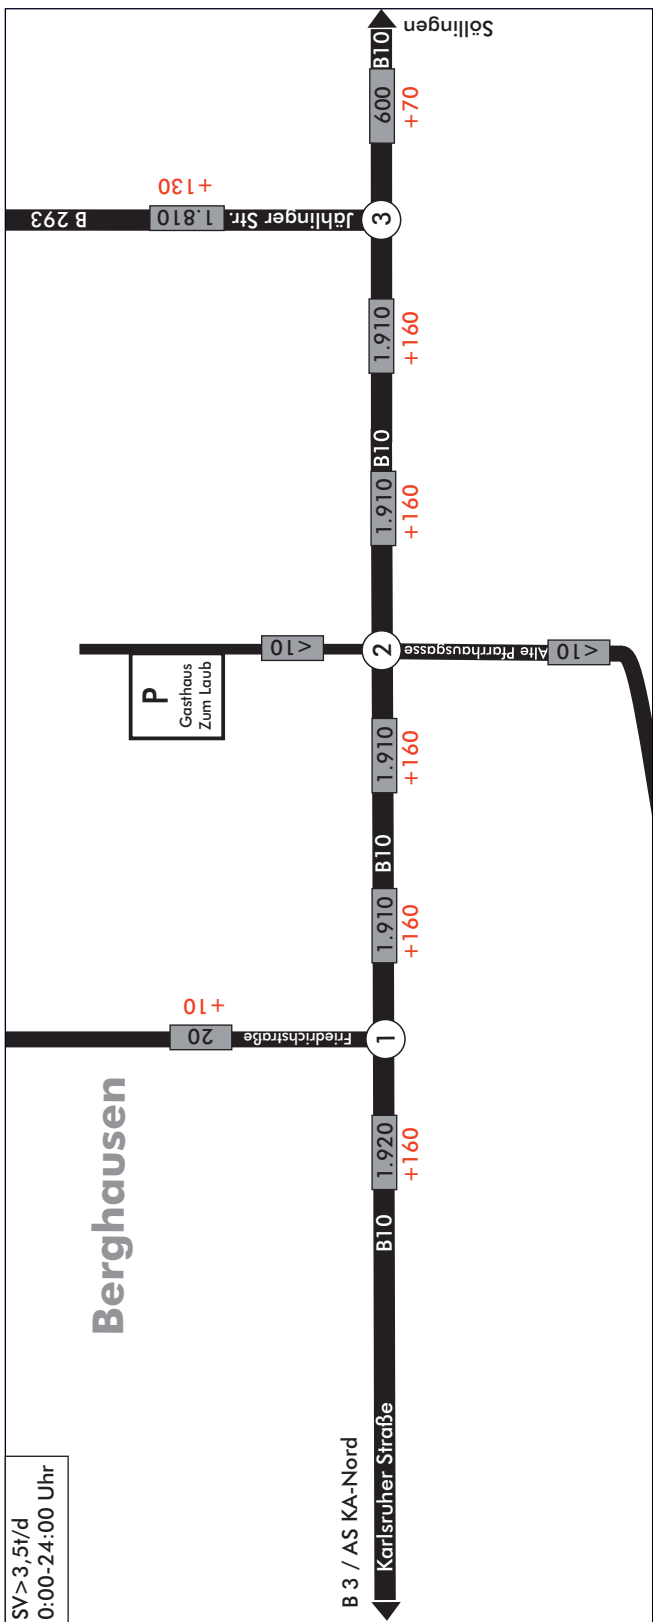 Söllingen
B10
600
+70
+130
B 293
1.810
Jählinger Str.
3
1.910
+160
B10
1.910
+160
<10
2
Alte Pfarrhausgasse
<10
P
Gasthaus
Zum Laub
1.910
+160
B10
1.910
+160
+10
20
Friedrichstraße
1
Berghausen
1.920
+160
B10
B 3 / AS KA-Nord
Karlsruher Straße
SV>3,5t/d
0:00-24:00 Uhr